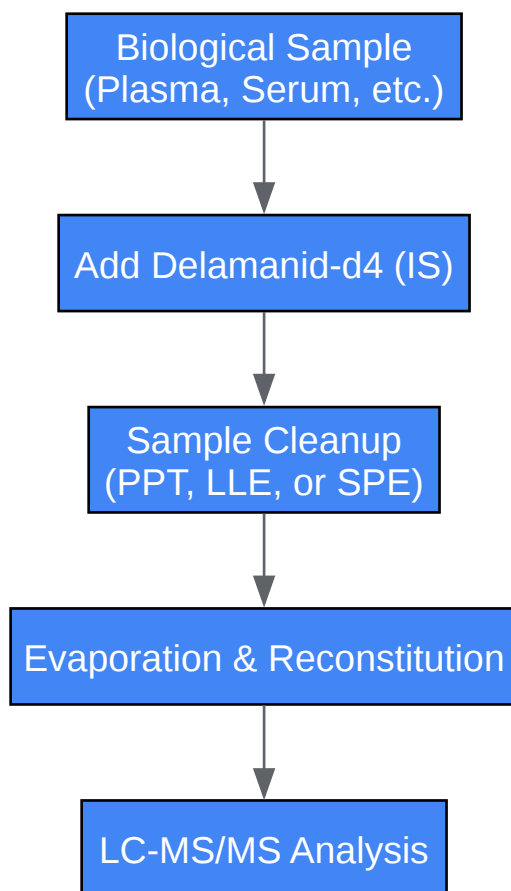 Biological Sample
(Plasma, Serum, etc.)
Add Delamanid-d4 (IS)
Sample Cleanup
(PPT, LLE, or SPE)
Evaporation & Reconstitution
LC-MS/MS Analysis